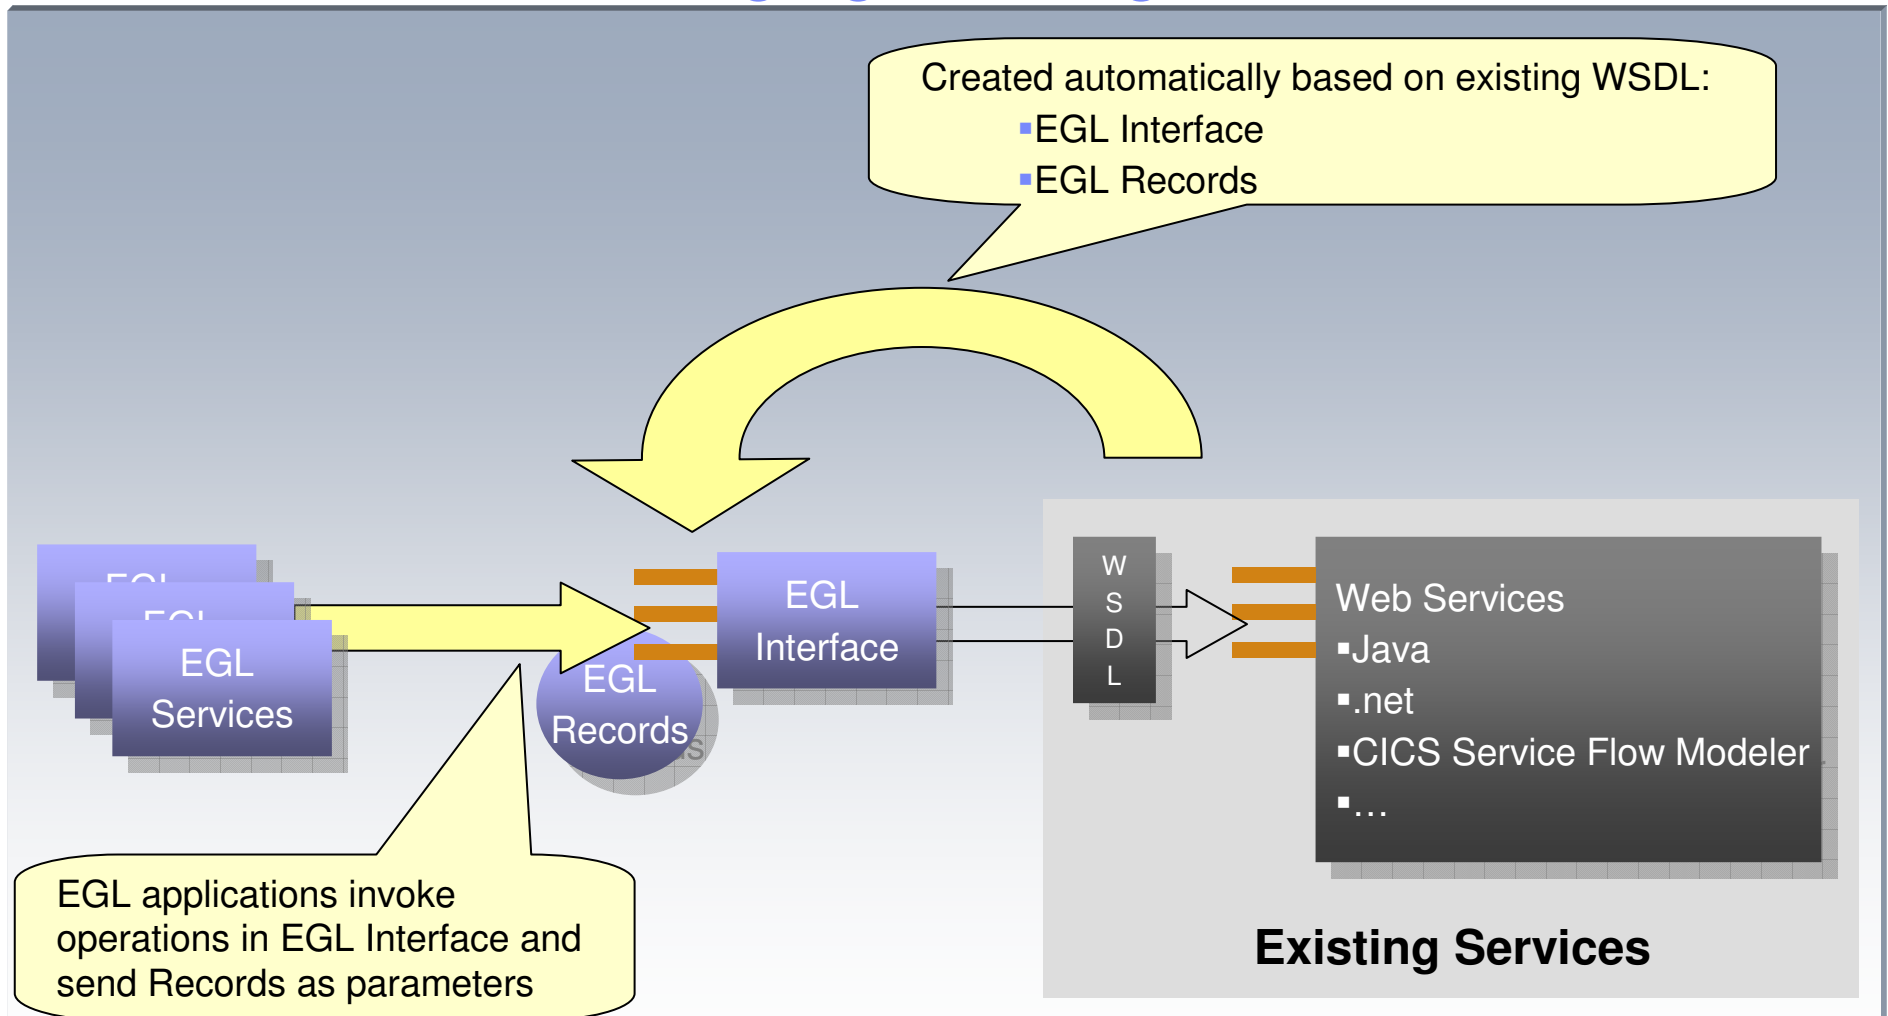 Created automatically based on existing WSDL:
▪EGL Interface
▪EGL Records
EGL
EGL
EGL
Services
EGL
Records
EGL
Interface
W
S
D
L
Web Services
▪Java
▪.net
▪CICS Service Flow Modeler
▪…
EGL applications invoke
operations in EGL Interface and
send Records as parameters
Existing Services